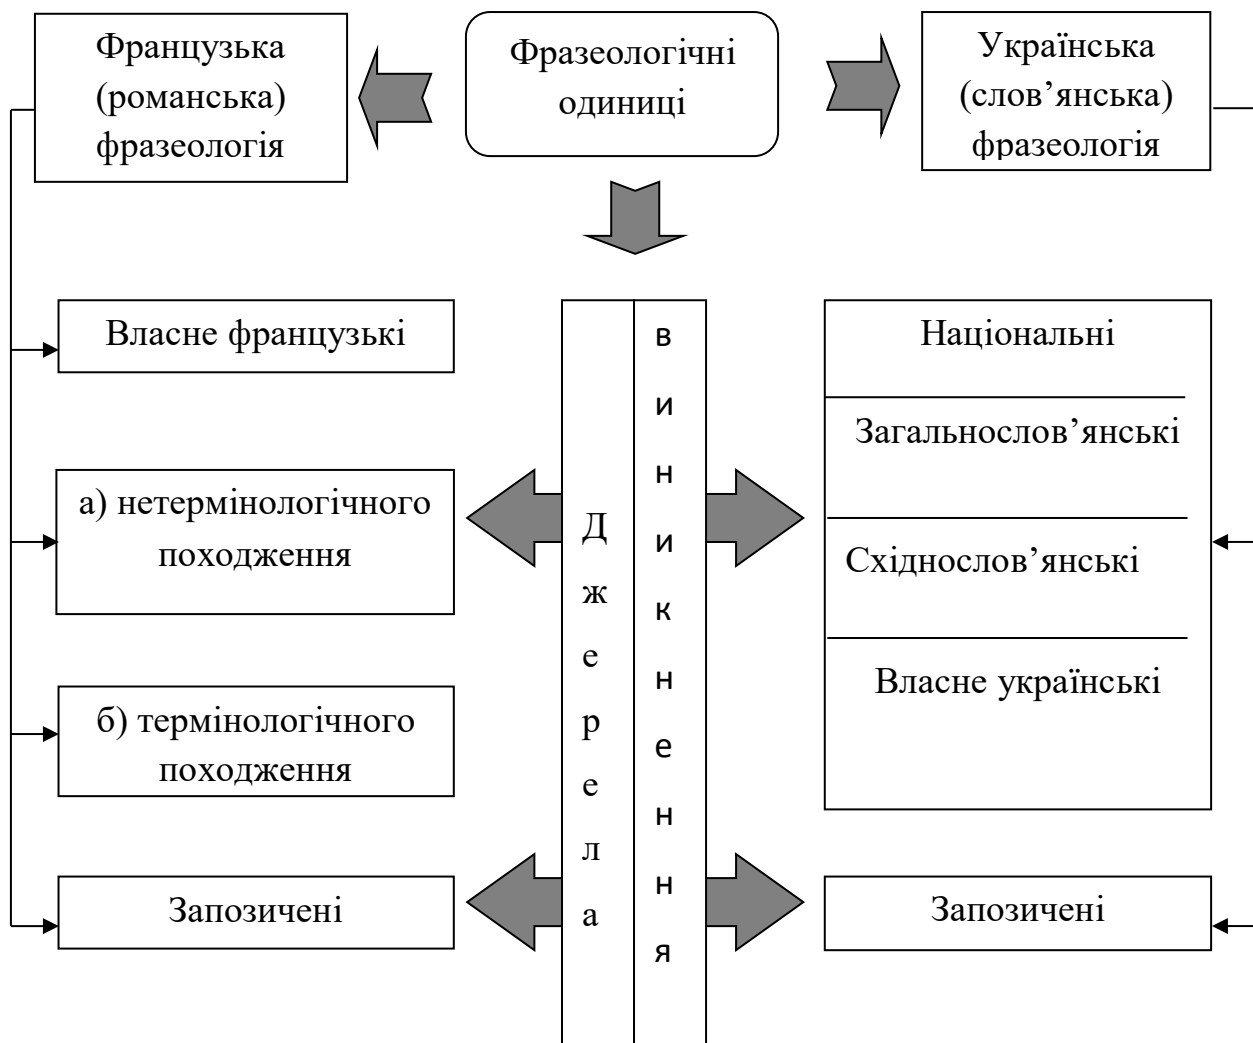 Французька
(романська)
фразеологія
Фразеологічні
одиниці
Українська
(слов’янська)
фразеологія
Власне французькі
а) нетермінологічного
походження
б) термінологічного
походження
Запозичені
Джерела
виникнення
Національні
Загальнослов’янські
Східнослов’янські
Власне українські
Запозичені